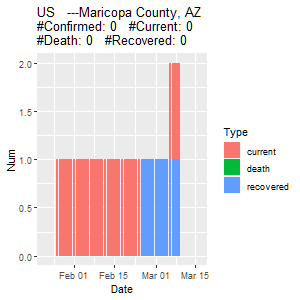 US   ---Maricopa County, AZ
#Confirmed: 0   #Current: 0
#Death: 0   #Recovered: 0
2.0
1.5
1.0
0.5
0.0
Num
Feb 01
Feb 15
Mar 01
Mar 15
Date
Type
current
death
recovered